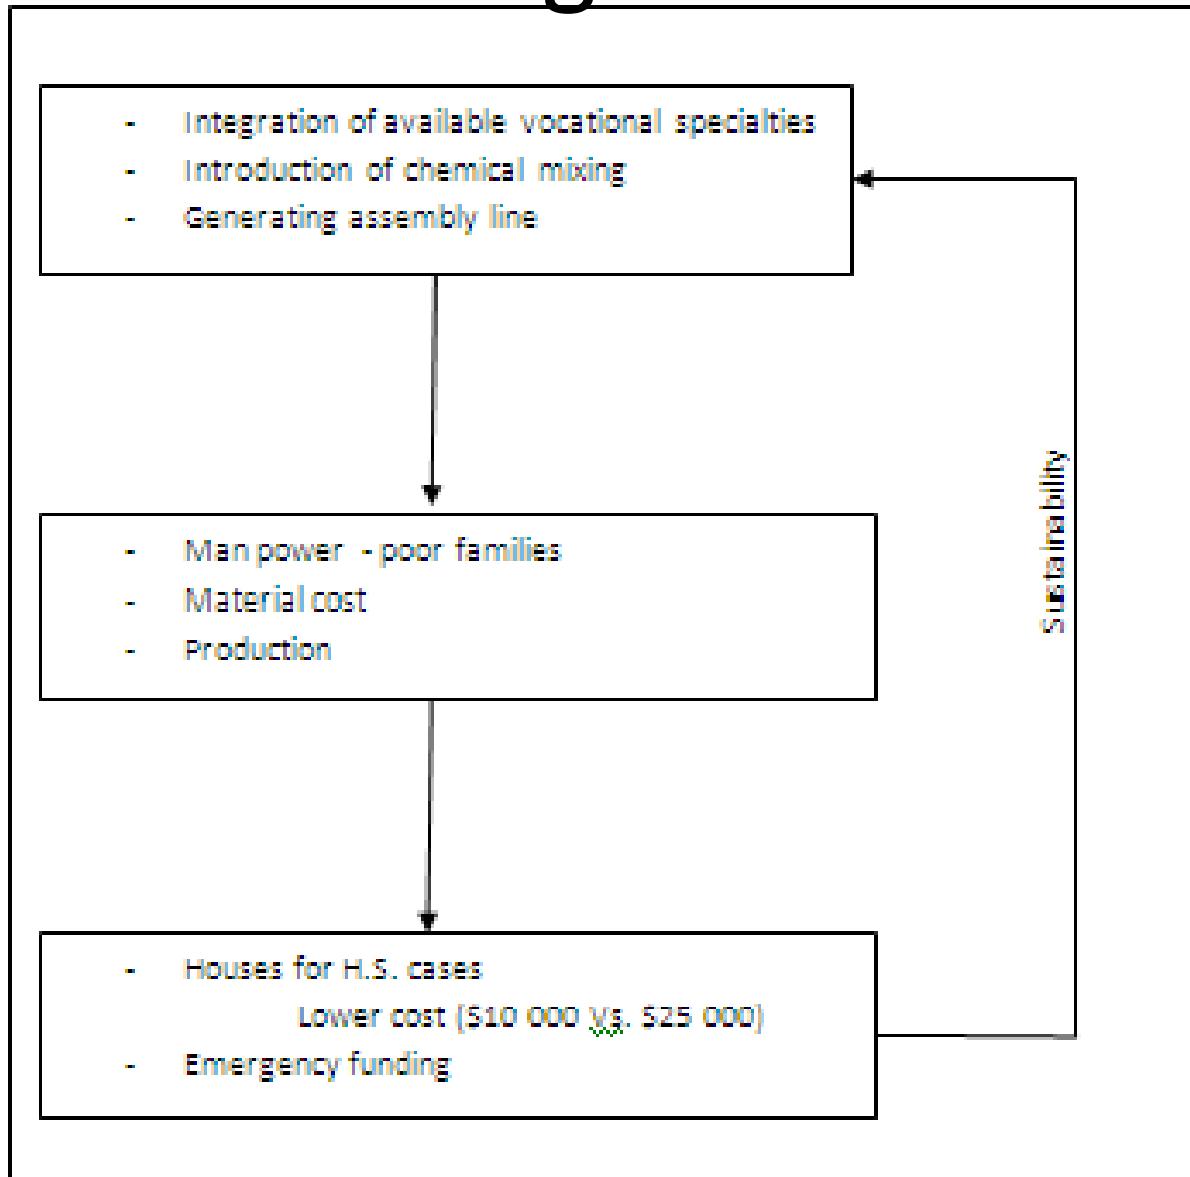 - Integration of available vocational specialties
- Introduction of chemical mixing
- Generating assembly line
- Man power - poor families
- Material cost
- Production
Sustainability
- Houses for H.S. cases
Lower cost ($10 000 Vs. $25 000)
- Emergency funding